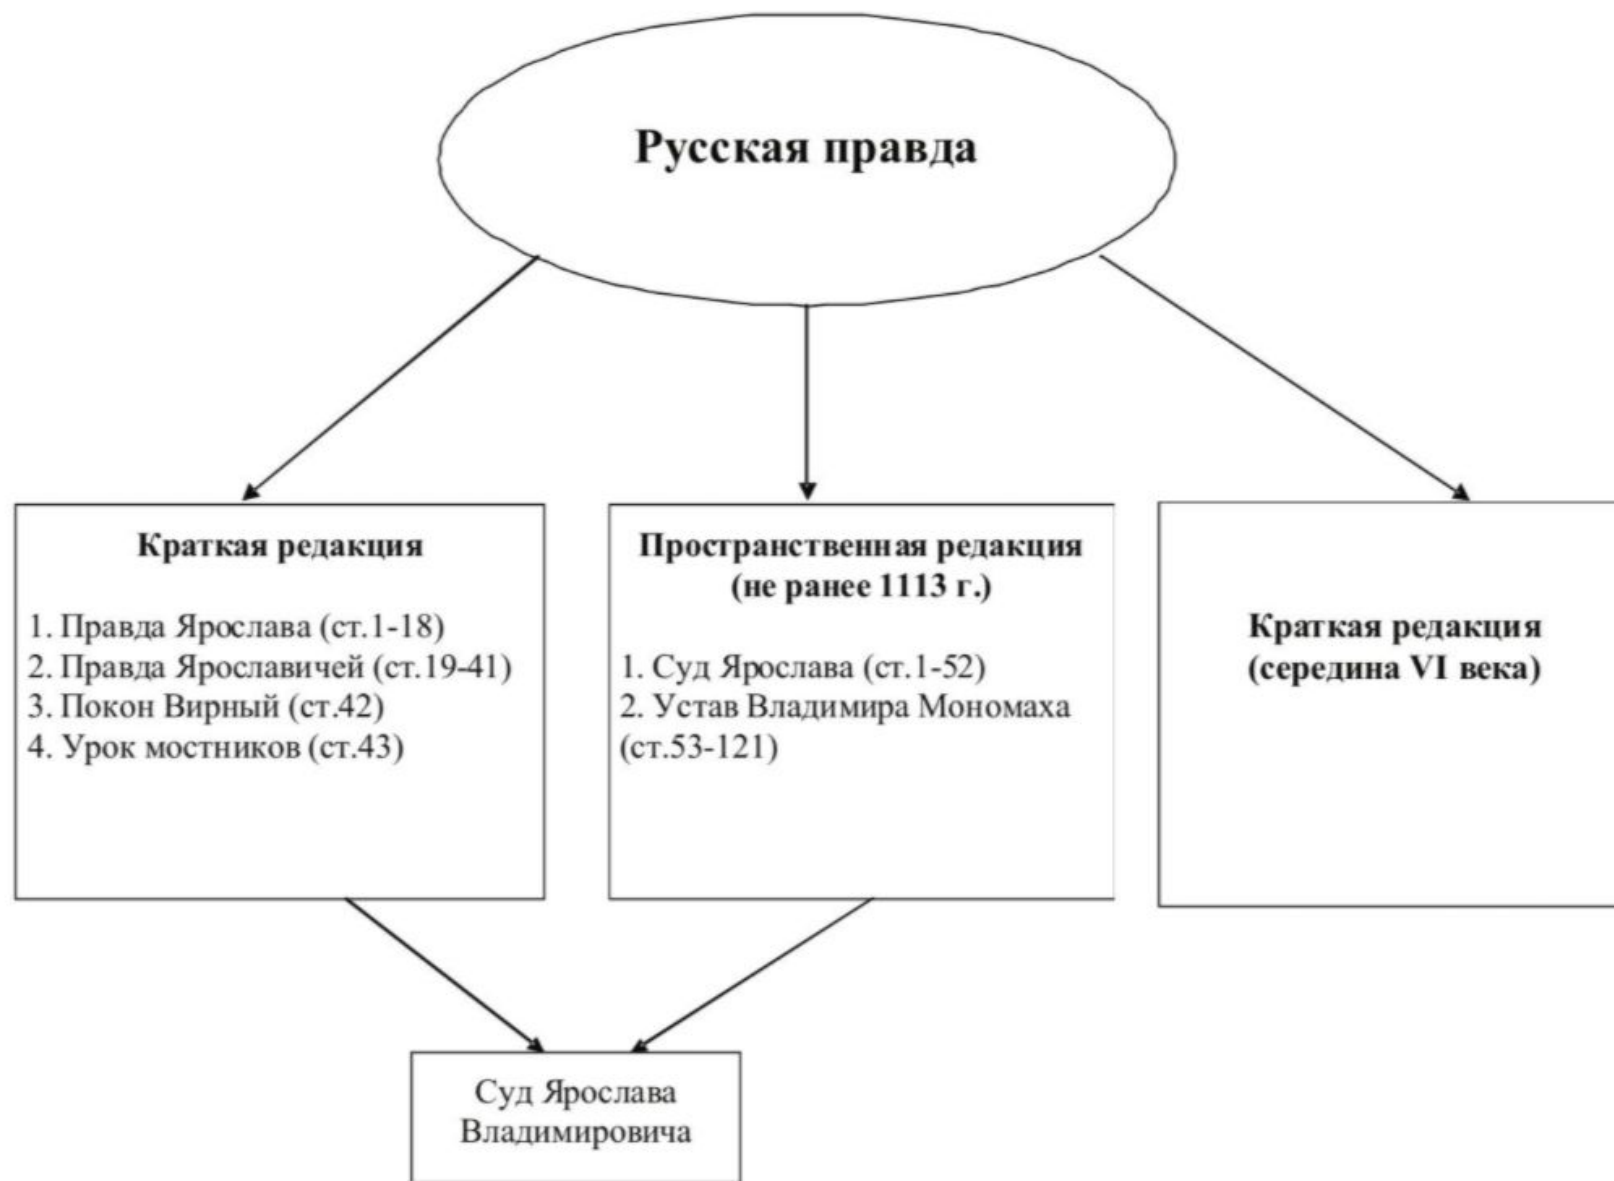 Русская правда
Краткая редакция
1. Правда Ярослава (ст.1-18)
2. Правда Ярославичей (ст.19-41)
3. Покон Вирный (ст.42)
4. Урок мостников (ст.43)
Пространственная редакция
(не ранее 1113 г.)
1. Суд Ярослава (ст.1-52)
2. Устав Владимира Мономаха
(ст.53-121)
Краткая редакция
(середина VI века)
Суд Ярослава
Владимировича